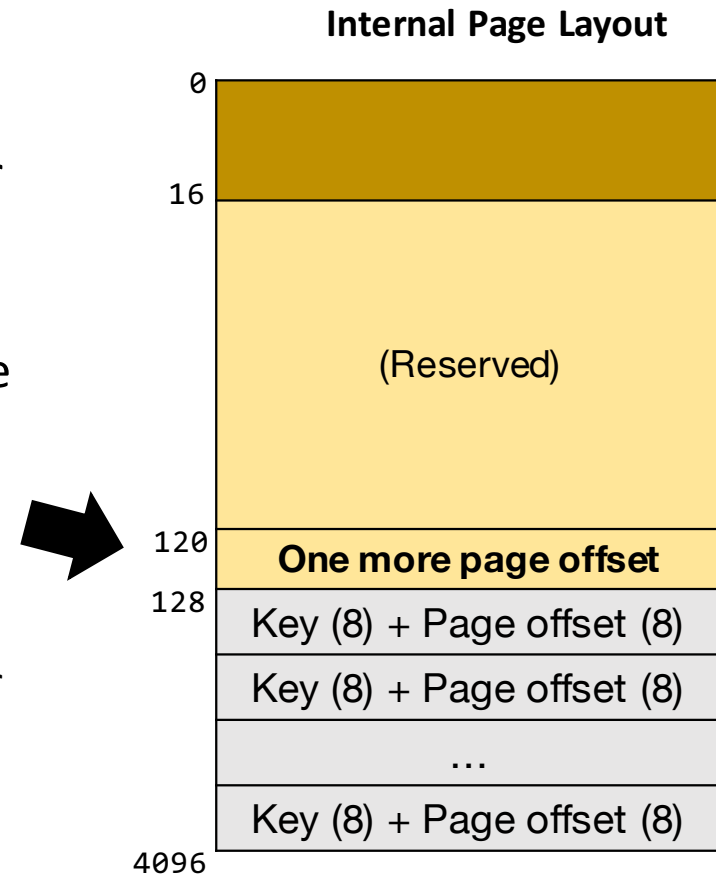 Internal Page Layout
0
16
(Reserved)
e
120
One more page offset
128
Key (8) + Page offset (8)
Key (8) + Page offset (8)
...
Key (8) + Page offset (8)
4096